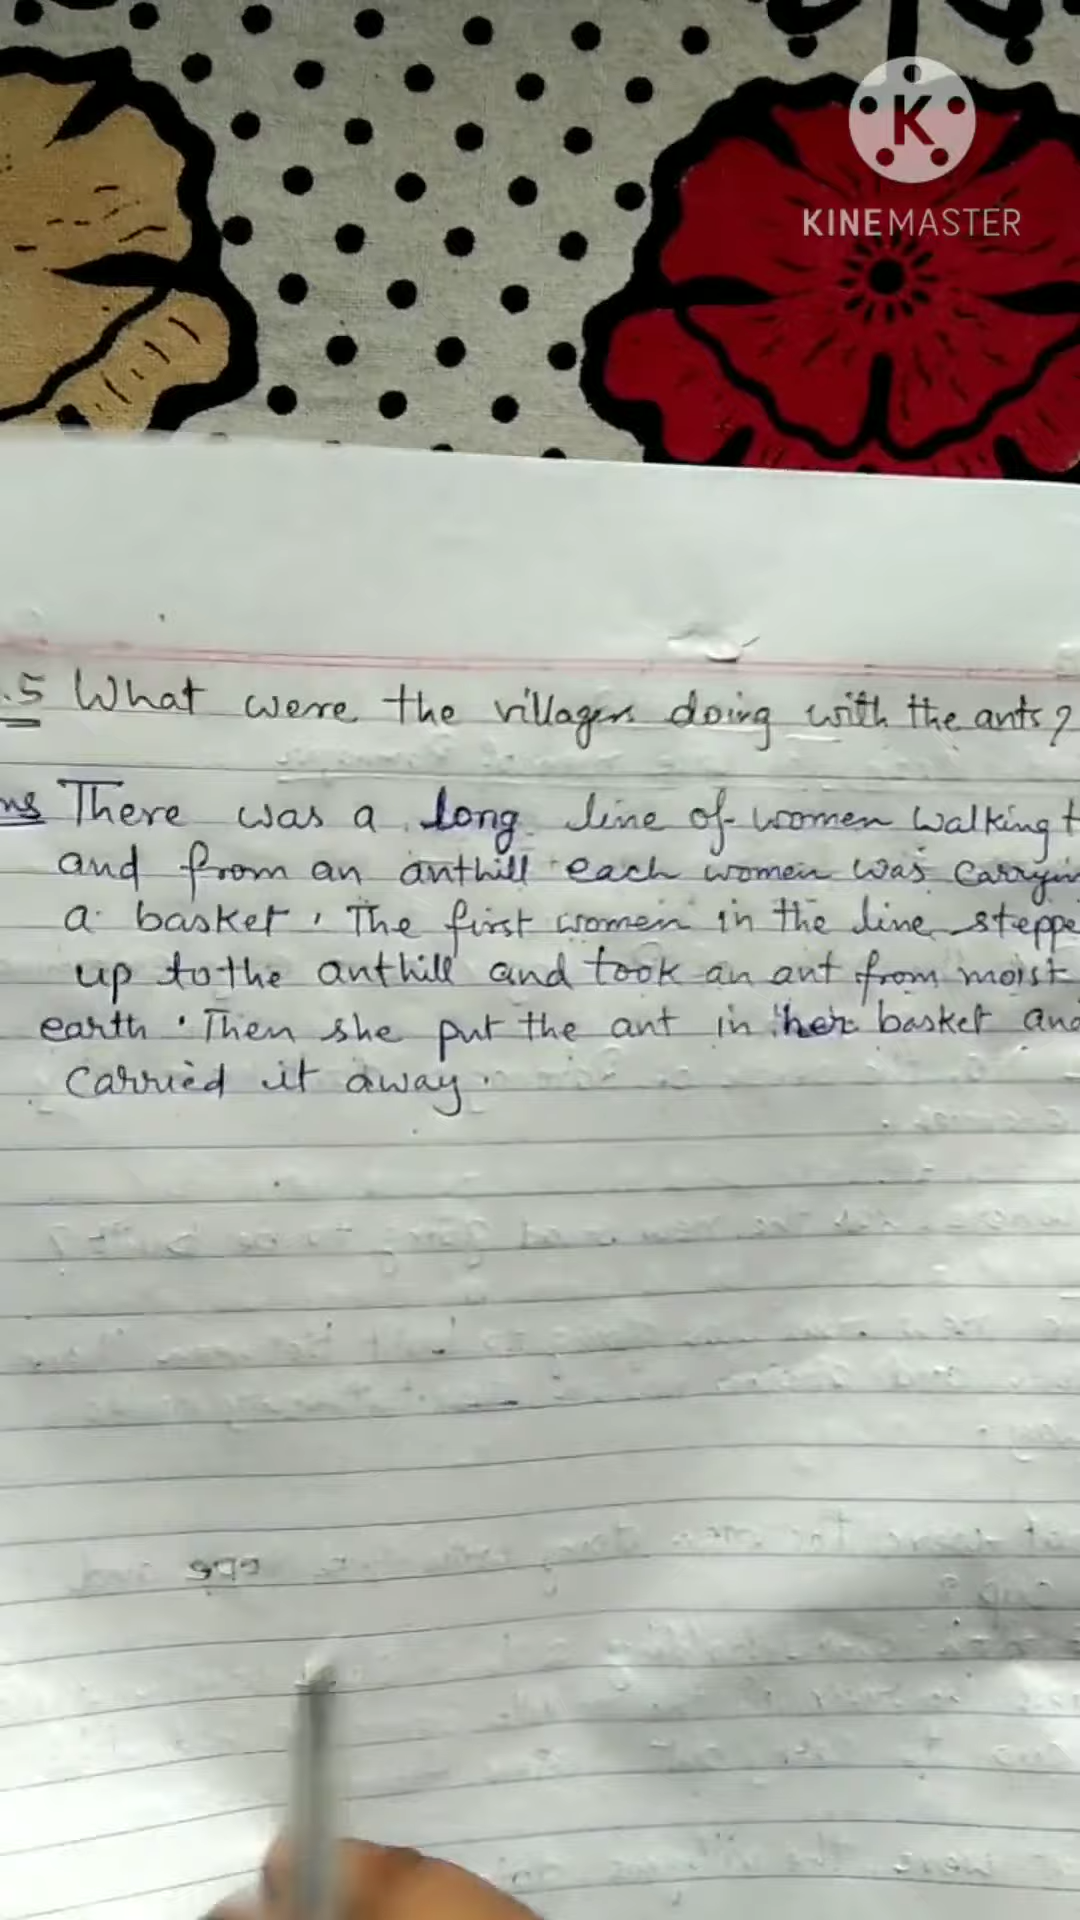 K
KINEMASTER
.5 What were the villagers doing with the ants?
ns There was a long line of women walking t
and from an anthill each women was carryin
a basket. The first women in the line steppe
up to the anthill and took an ant from moist
earth. Then she put the ant in her basket and
carried it away.